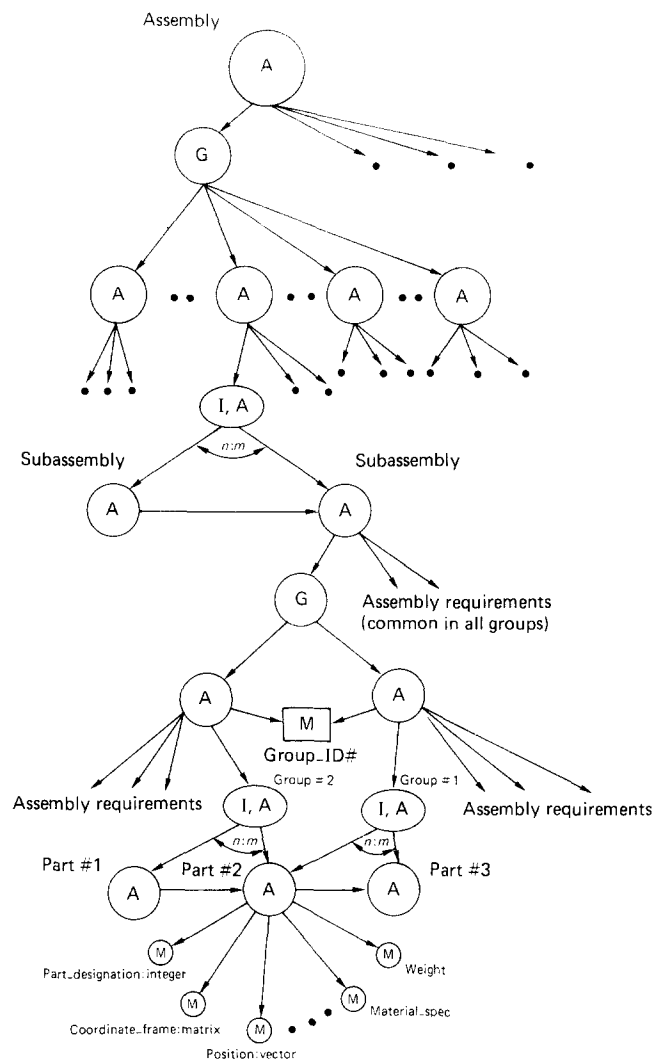 Assembly
A
G
A A A A
I, A
n:m
Subassembly Subassembly
A A
G
Assembly requirements
(common in all groups)
A A
M
Group_ID#
Group = 2 Group = 1
Assembly requirements Assembly requirements
I, A I, A
n:m n:m
Part #1 Part #2 Part #3
A A A
M M
Part_designation:integer Weight
M M
Coordinate_frame:matrix Material_spec
M
Position:vector